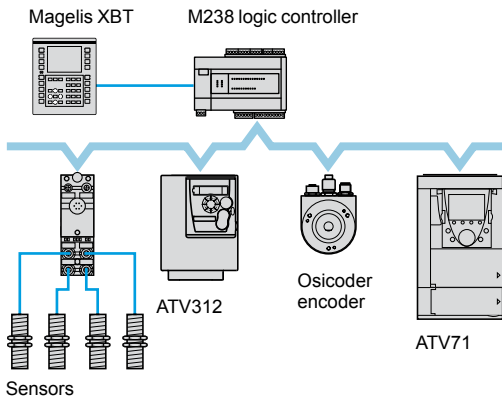 Magelis XBT
M238 logic controller
ATV312
Osicoder
encoder
ATV71
Sensors